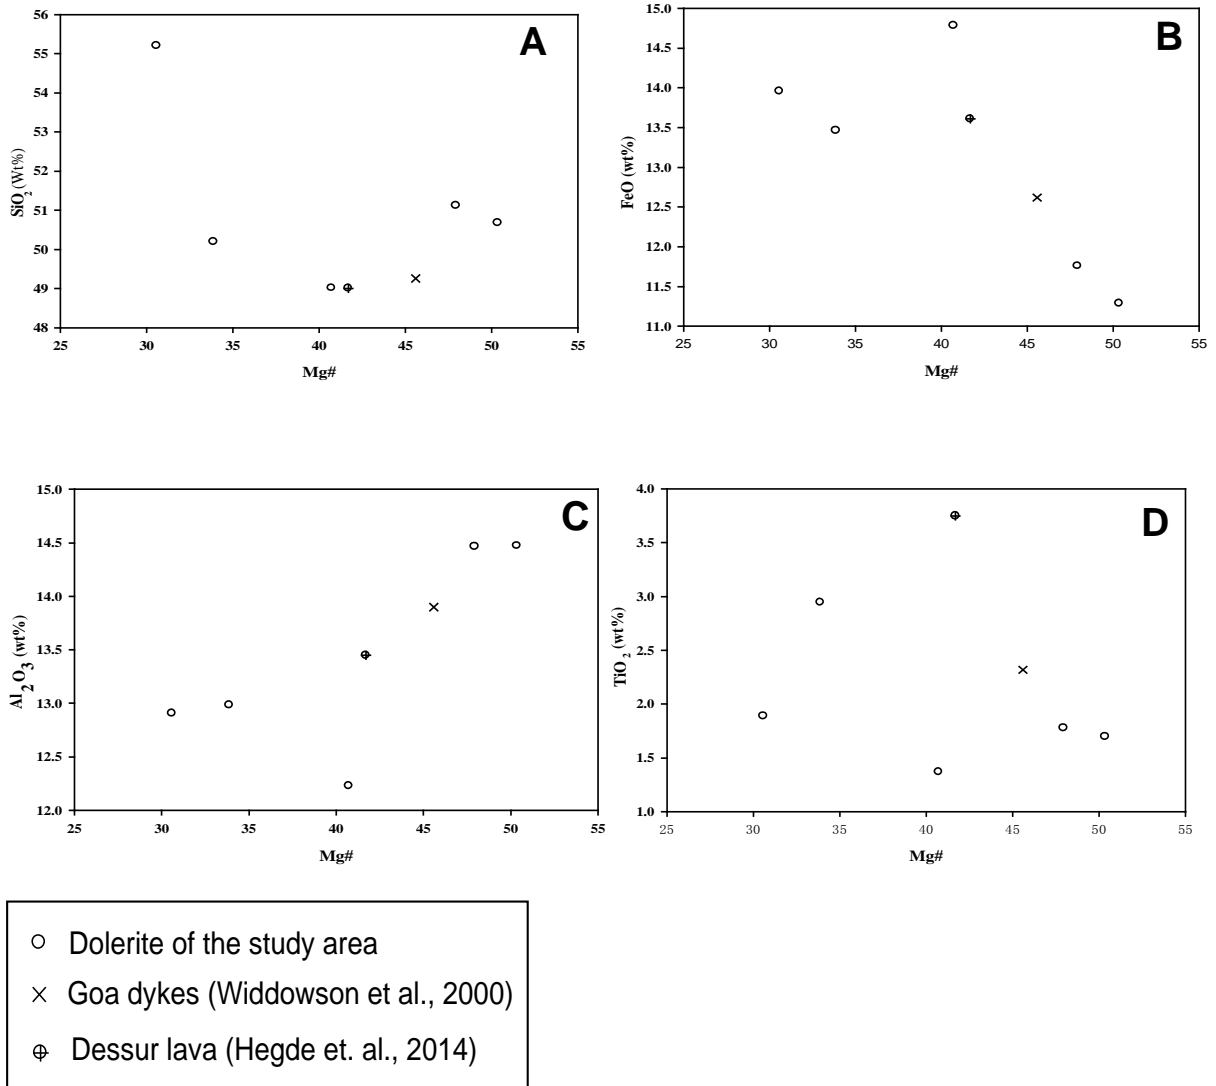 A
56
55
54
53
52
51
50
49
48
SiO2 (Wt%)
25 30 35 40 45 50 55
Mg#
B
15.0
14.5
14.0
13.5
13.0
12.5
12.0
11.5
11.0
FeO (wt%)
25 30 35 40 45 50 55
Mg#
C
15.0
14.5
14.0
13.5
13.0
12.5
12.0
Al2O3 (wt%)
25 30 35 40 45 50 55
Mg#
D
4.0
3.5
3.0
2.5
2.0
1.5
1.0
TiO2 (wt%)
25 30 35 40 45 50 55
Mg#
Dolerite of the study area
Goa dykes (Widdowson et al., 2000)
Dessur lava (Hegde et. al., 2014)